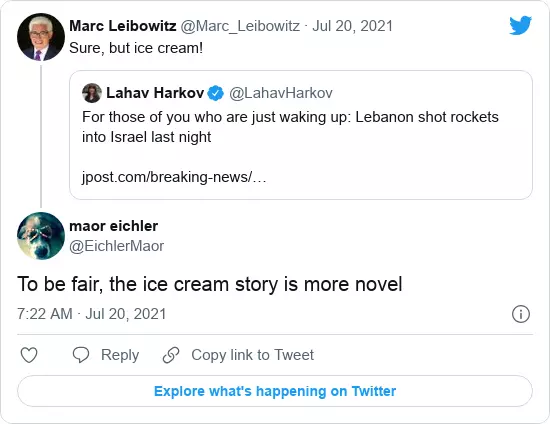 Marc Leibowitz @Marc_Leibowitz · Jul 20, 2021
Sure, but ice cream!
Lahav Harkov @LahavHarkov
For those of you who are just waking up: Lebanon shot rockets
into Israel last night
jpost.com/breaking-news/…
maor eichler
@EichlerMaor
To be fair, the ice cream story is more novel
7:22 AM · Jul 20, 2021
Reply Copy link to Tweet
Explore what's happening on Twitter